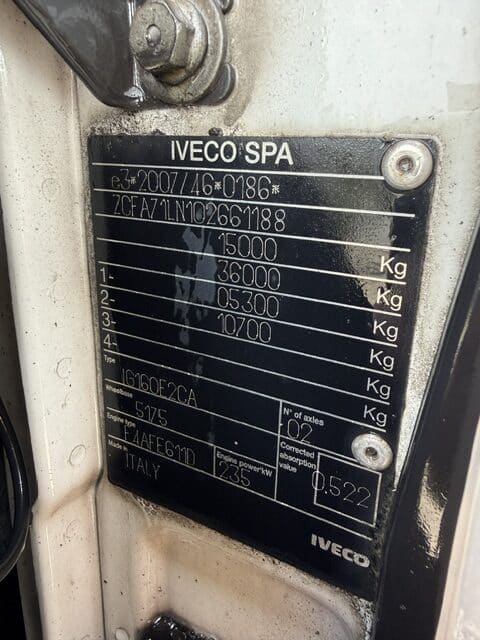 IVECO SPA
e3*2007/46*0186*
ZCFA71LN102661188
15000 Kg
36000 Kg
1- 05300 Kg
2- 10700 Kg
3- Kg
4- Kg
Type IG160E2CA
Wheelbase 5175
N° of axles 02
Engine type F4AFE611D
Engine power kW 235
Corrected absorption value 0,522
Made in ITALY
IVECO